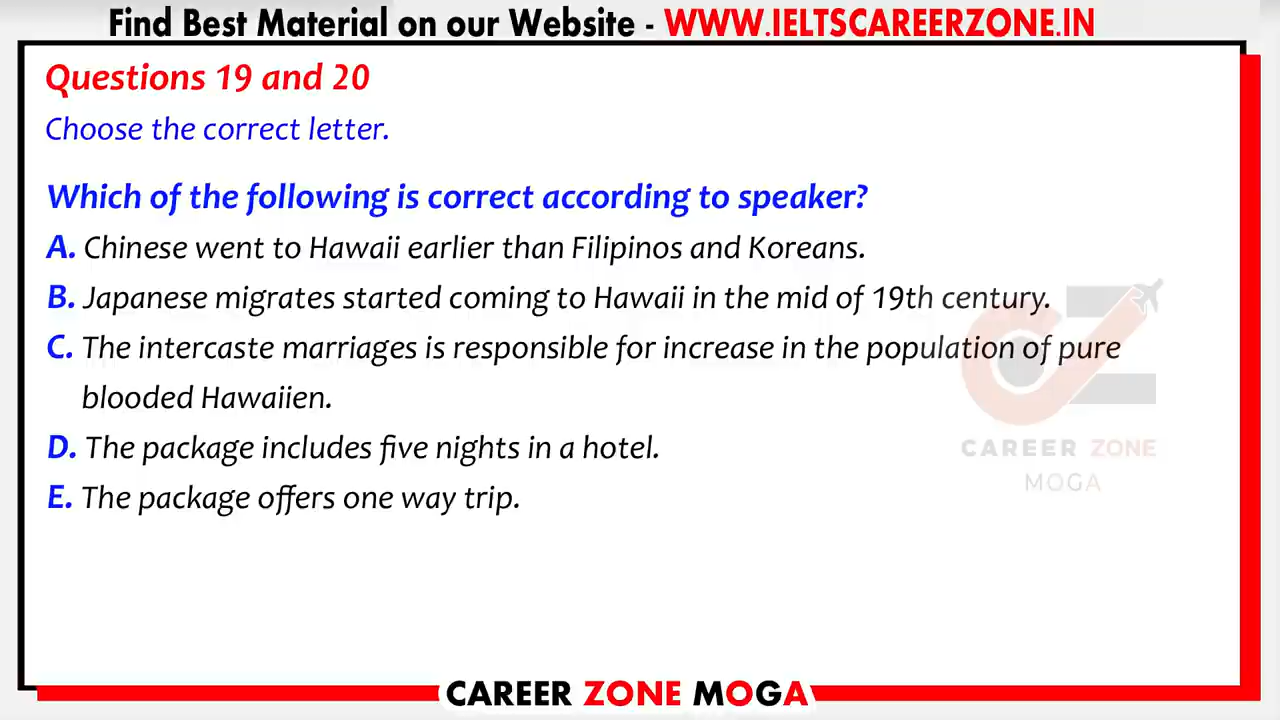 Find Best Material on our Website - WWW.IELTSCAREERZONE.IN
Questions 19 and 20
Choose the correct letter.
Which of the following is correct according to speaker?
A. Chinese went to Hawaii earlier than Filipinos and Koreans.
B. Japanese migrates started coming to Hawaii in the mid of 19th century.
C. The intercaste marriages is responsible for increase in the population of pure
blooded Hawaiien.
D. The package includes five nights in a hotel.
E. The package offers one way trip.
CAREER ZONE
MOGA
CAREER ZONE MOGA